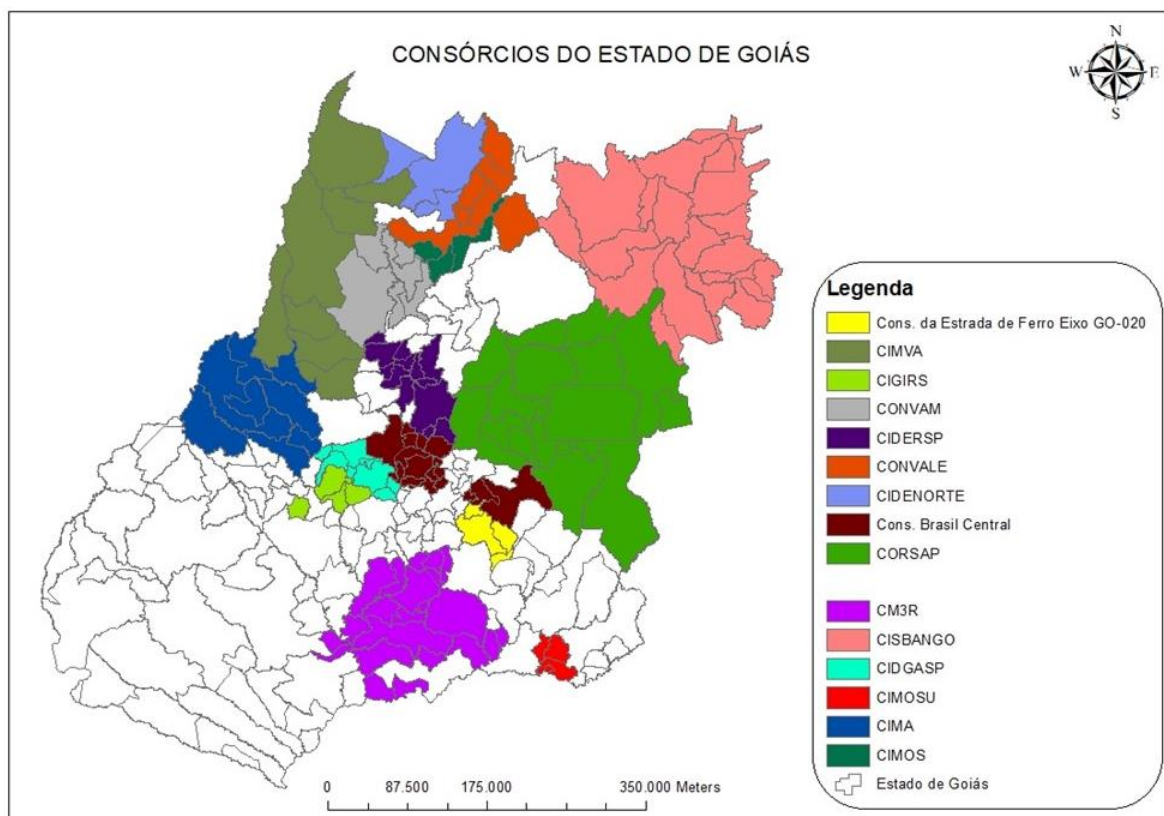 CONSÓRCIOS DO ESTADO DE GOIÁS
N
W E
S
Legenda
Cons. da Estrada de Ferro Eixo GO-020
CIMVA
CIGIRS
CONVAM
CIDERSP
CONVALE
CIDENORTE
Cons. Brasil Central
CORSAP
CM3R
CISBANGO
CIDGASP
CIMOSU
CIMA
CIMOS
Estado de Goiás
0 87.500 175.000 350.000 Meters